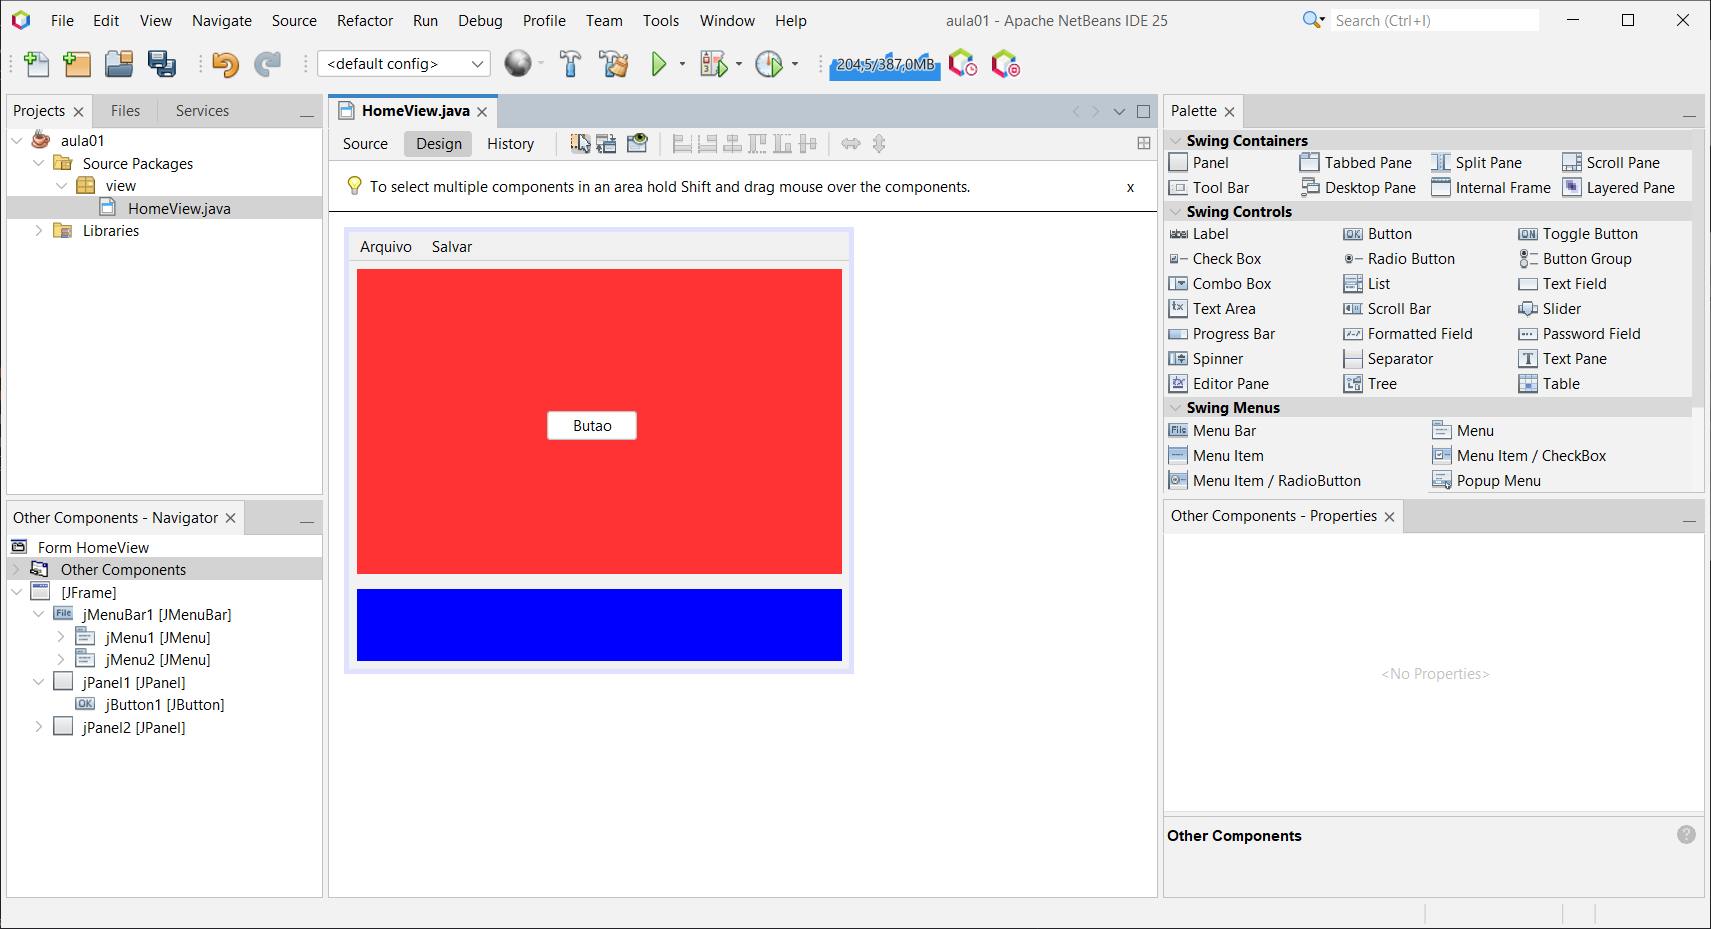 File Edit View Navigate Source Refactor Run Debug Profile Team Tools Window Help aula01 - Apache NetBeans IDE 25 Search (Ctrl+I)
<default config> 204,5/387,0MB
Projects Files Services
aula01
Source Packages
view
HomeView.java
Libraries
Other Components - Navigator
Form HomeView
Other Components
[JFrame]
jMenuBar1 [JMenuBar]
jMenu1 [JMenu]
jMenu2 [JMenu]
jPanel1 [JPanel]
jButton1 [JButton]
jPanel2 [JPanel]
HomeView.java
Source Design History
To select multiple components in an area hold Shift and drag mouse over the components. x
Arquivo Salvar
Butao
Palette
Swing Containers
Panel Tabbed Pane Split Pane Scroll Pane
Tool Bar Desktop Pane Internal Frame Layered Pane
Swing Controls
Label Button Toggle Button
Check Box Radio Button Button Group
Combo Box List Text Field
Text Area Scroll Bar Slider
Progress Bar Formatted Field Password Field
Spinner Separator Text Pane
Editor Pane Tree Table
Swing Menus
Menu Bar Menu
Menu Item Menu Item / CheckBox
Menu Item / RadioButton Popup Menu
Other Components - Properties
<No Properties>
Other Components